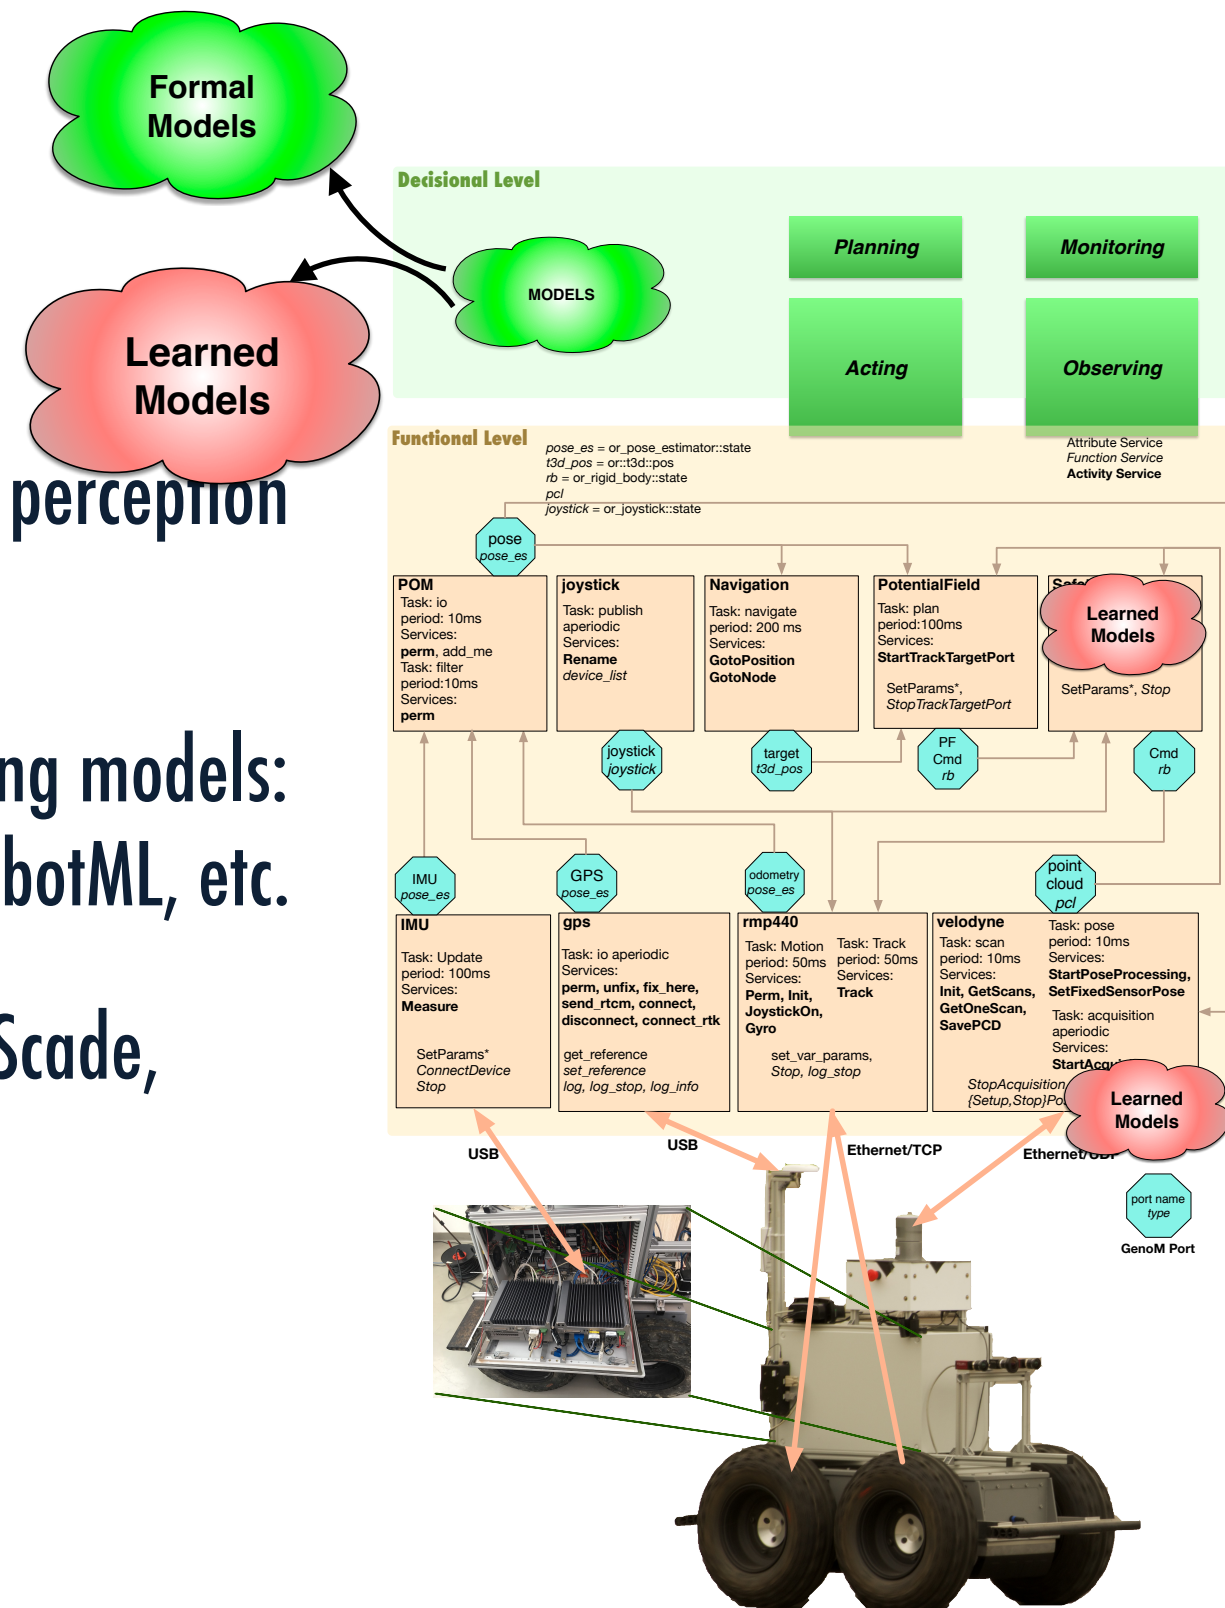 Formal
Models
Learned
Models
perception
ng models:
botML, etc.
Scade,
Decisional Level
MODELS
Planning
Monitoring
Acting
Observing
Functional Level
pose_es = or_pose_estimator::state
t3d_pos = or::t3d::pos
rb = or_rigid_body::state
pcl
joystick = or_joystick::state
Attribute Service
Function Service
Activity Service
pose
pose_es
POM
Task: io
period: 10ms
Services:
perm, add_me
Task: filter
period:10ms
Services:
perm
joystick
Task: publish
aperiodic
Services:
Rename
device_list
Navigation
Task: navigate
period: 200 ms
Services:
GotoPosition
GotoNode
PotentialField
Task: plan
period:100ms
Services:
StartTrackTargetPort
SetParams*,
StopTrackTargetPort
Learned
Models
SetParams*, Stop
joystick
joystick
target
t3d_pos
PF
Cmd
rb
Cmd
rb
IMU
pose_es
GPS
pose_es
odometry
pose_es
point
cloud
pcl
IMU
Task: Update
period: 100ms
Services:
Measure
SetParams*
ConnectDevice
Stop
gps
Task: io aperiodic
Services:
perm, unfix, fix_here,
send_rtcm, connect,
disconnect, connect_rtk
get_reference
set_reference
log, log_stop, log_info
rmp440
Task: Motion
period: 50ms
Services:
Perm, Init,
JoystickOn,
Gyro
Task: Track
period: 50ms
Services:
Track
set_var_params,
Stop, log_stop
velodyne
Task: scan
period: 10ms
Services:
Init, GetScans,
GetOneScan,
SavePCD
Task: pose
period: 10ms
Services:
StartPoseProcessing,
SetFixedSensorPose
Task: acquisition
aperiodic
Services:
StartAcqu
StopAcquisition
{Setup,Stop}Po
Learned
Models
USB
USB
Ethernet/TCP
Ethernet/UDP
port name
type
GenoM Port